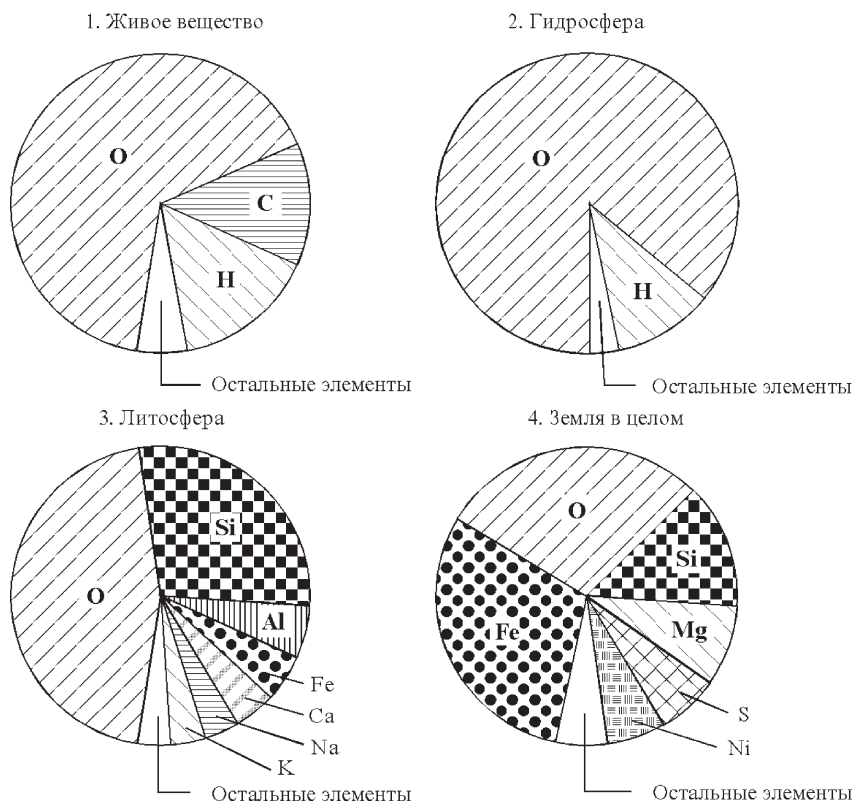 1. Живое вещество
O
C
H
Остальные элементы
2. Гидросфера
O
H
Остальные элементы
3. Литосфера
Si
O
Al
Fe
Ca
Na
K
Остальные элементы
4. Земля в целом
O
Si
Fe
Mg
S
Ni
Остальные элементы